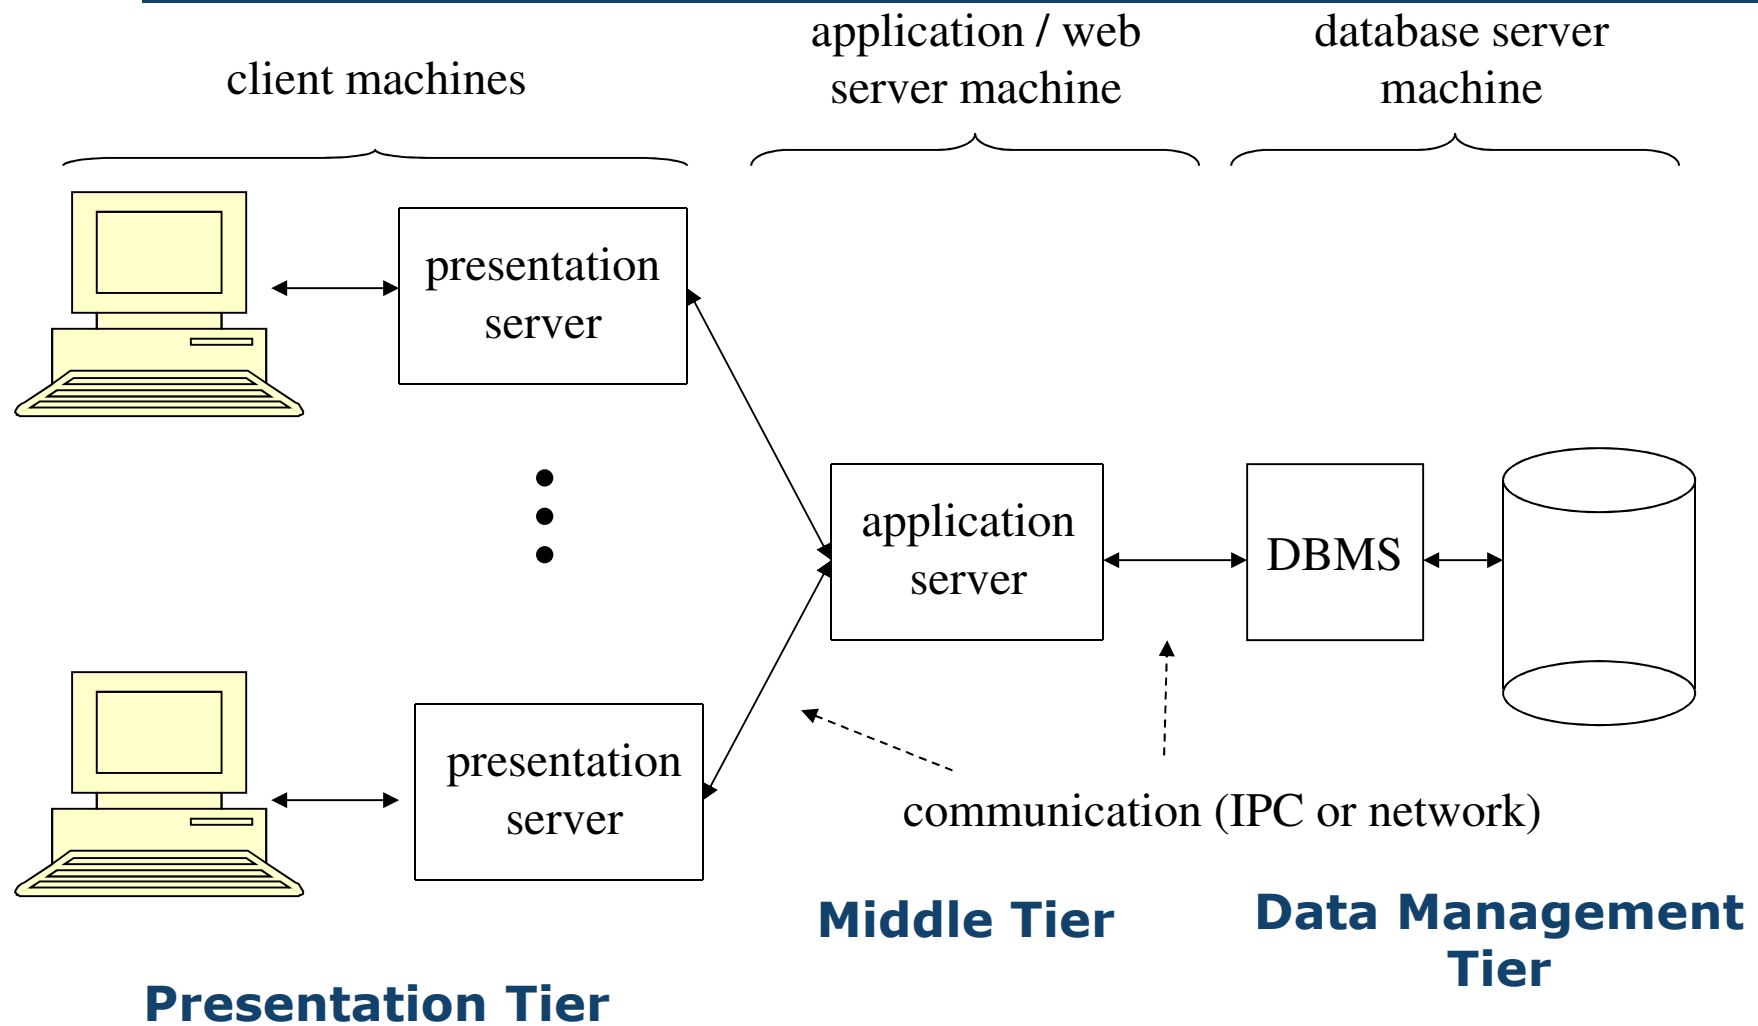 client machines
application / web
server machine
database server
machine
presentation
server
application
server
DBMS
presentation
server
communication (IPC or network)
Middle Tier
Data Management
Tier
Presentation Tier